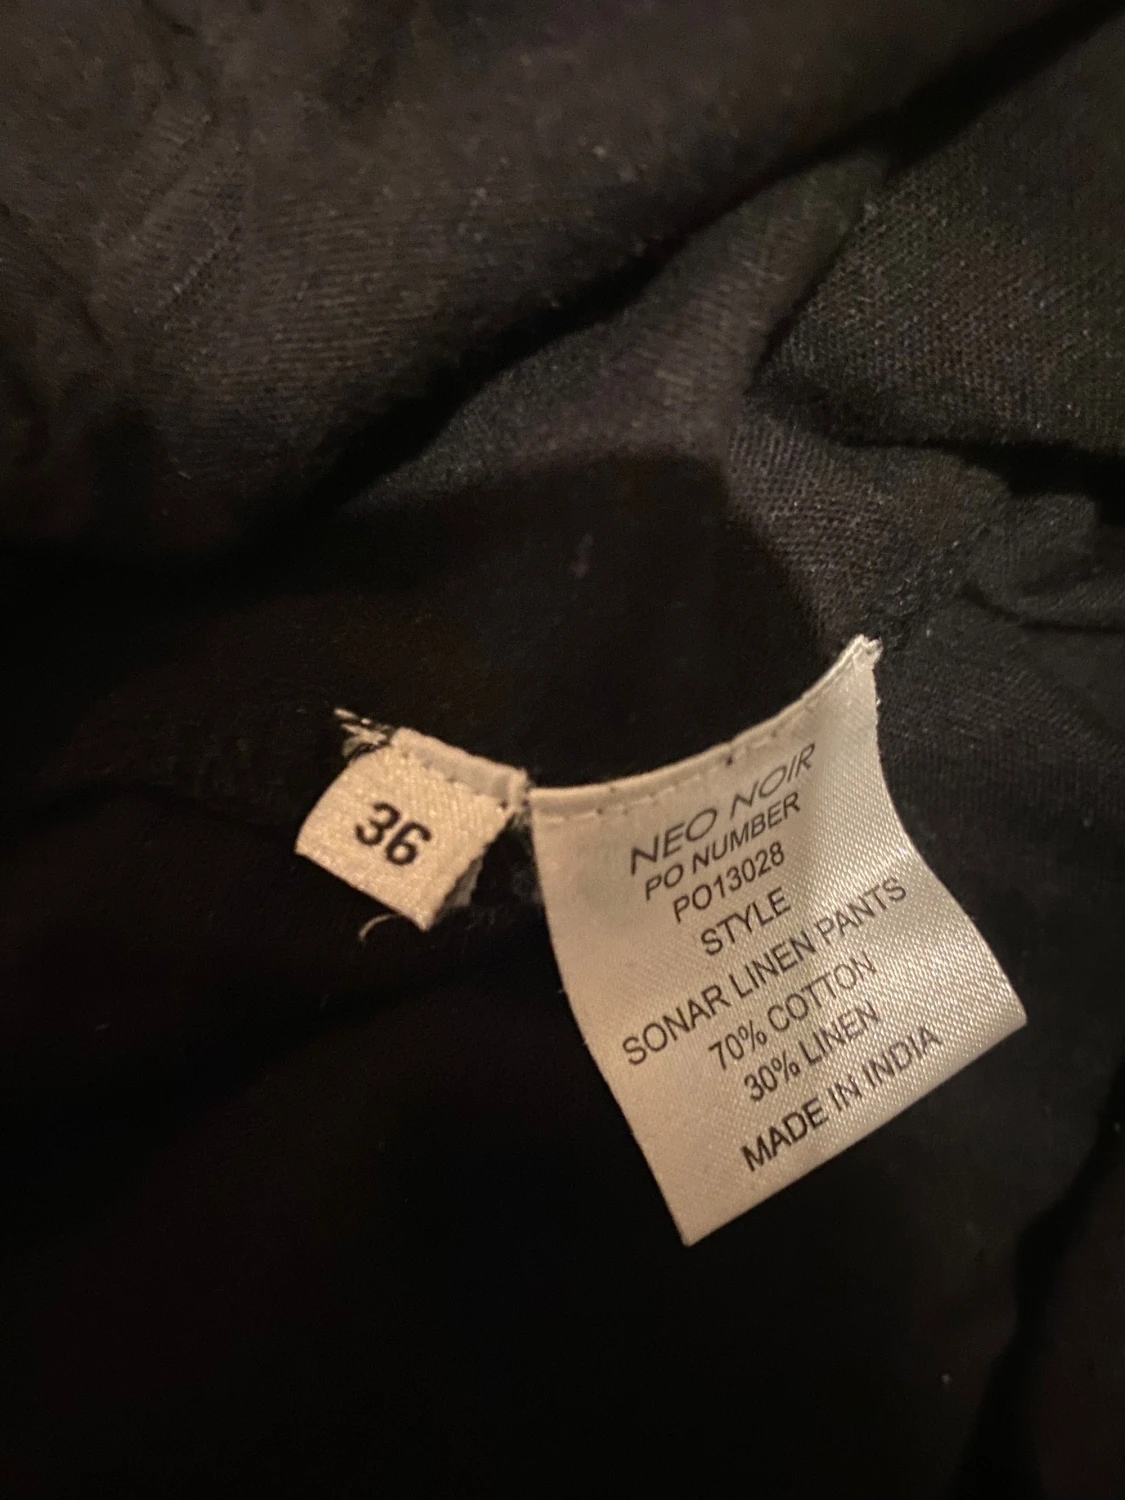 36
NEO NOIR
PO NUMBER
PO13028
STYLE
SONAR LINEN PANTS
70% COTTON
30% LINEN
MADE IN INDIA